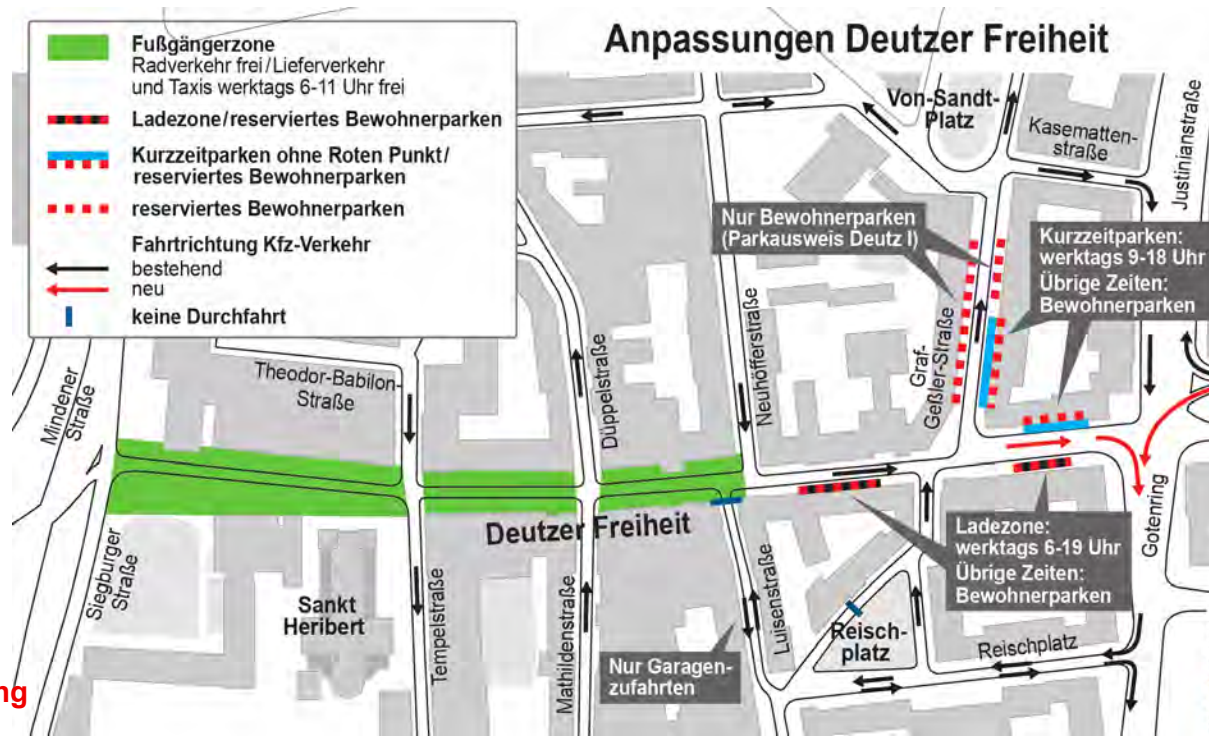 Anpassungen Deutzer Freiheit
Fußgängerzone
Radverkehr frei/Lieferverkehr
und Taxis werktags 6-11 Uhr frei
Ladezone/reserviertes Bewohnerparken
Kurzzeitparken ohne Roten Punkt/
reserviertes Bewohnerparken
reserviertes Bewohnerparken
Fahrtrichtung Kfz-Verkehr
bestehend
neu
keine Durchfahrt
Von-Sandt-
Platz
Kasematten-
straße
Justinianstraße
Nur Bewohnerparken
(Parkausweis Deutz I)
Kurzzeitparken:
werktags 9-18 Uhr
Übrige Zeiten:
Bewohnerparken
Graf-
Geßler-Straße
Mindener
Straße
Theodor-Babilon-
Straße
Düppelstraße
Neuhöfferstraße
Deutzer Freiheit
Gotenring
Ladezone:
werktags 6-19 Uhr
Übrige Zeiten:
Bewohnerparken
Siegburger
Straße
Sankt
Heribert
Tempelstraße
Mathildenstraße
Luisenstraße
Nur Garagen-
zufahrten
Reisch-
platz
Reischplatz
ng